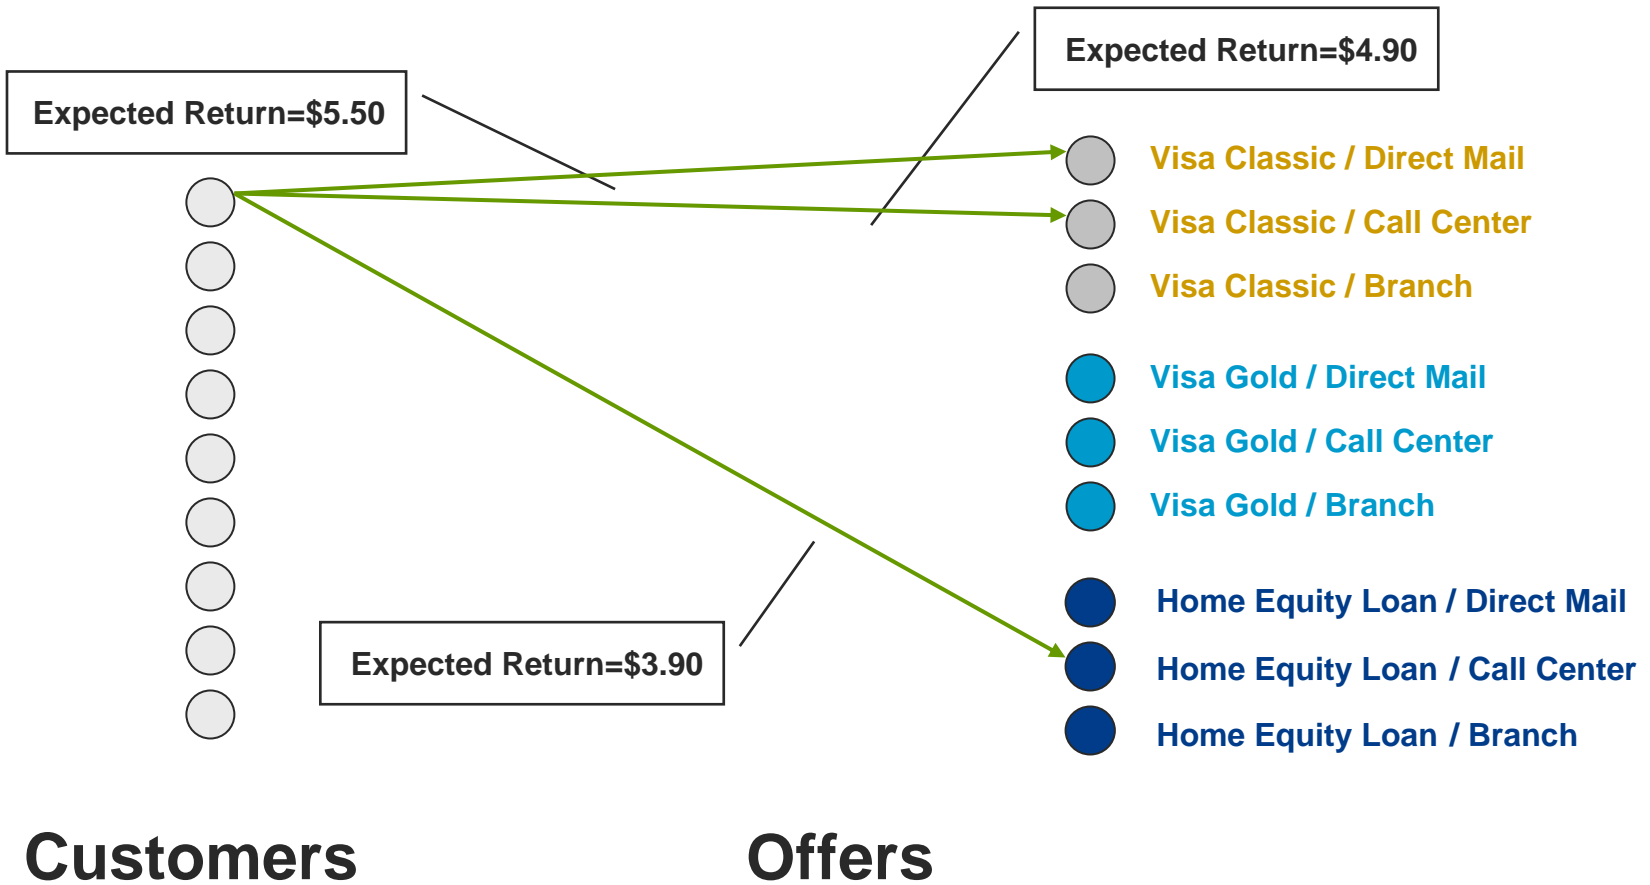 Expected Return=$4.90
Expected Return=$5.50
Visa Classic / Direct Mail
Visa Classic / Call Center
Visa Classic / Branch
Visa Gold / Direct Mail
Visa Gold / Call Center
Visa Gold / Branch
Home Equity Loan / Direct Mail
Expected Return=$3.90
Home Equity Loan / Call Center
Home Equity Loan / Branch
Customers
Offers